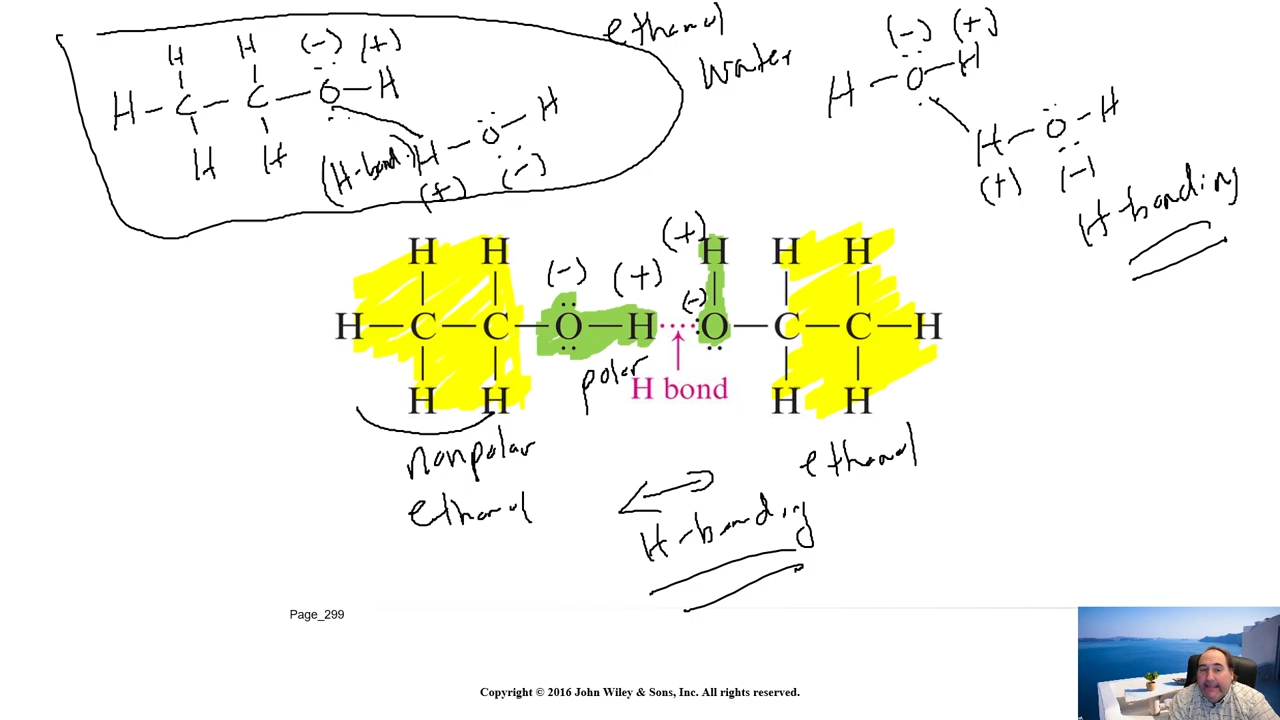 ethanol
water
H H (-) (+)
H - C - C - O - H
H H
(H-bond) H - O - H
(+) (-)
(-) (+)
H - O - H
H - O - H
(+) (-)
H-bonding
(-) (+) (-) (+)
H H H H H
H—C—C—O—H····:O—C—C—H
polar H bond
H H H H
nonpolar
ethanol
ethanol
H-bonding
Page_299
Copyright © 2016 John Wiley & Sons, Inc. All rights reserved.